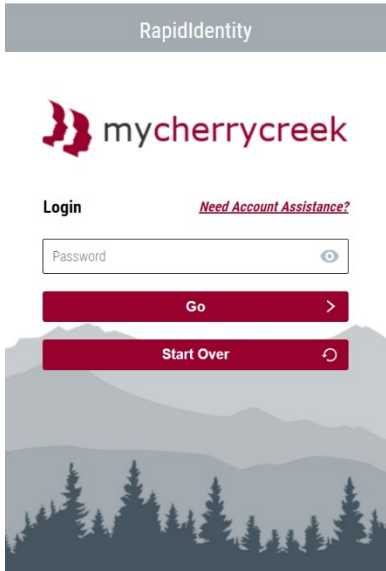 RapidIdentity
mycherrycreek
Login
Need Account Assistance?
Password
Go
Start Over